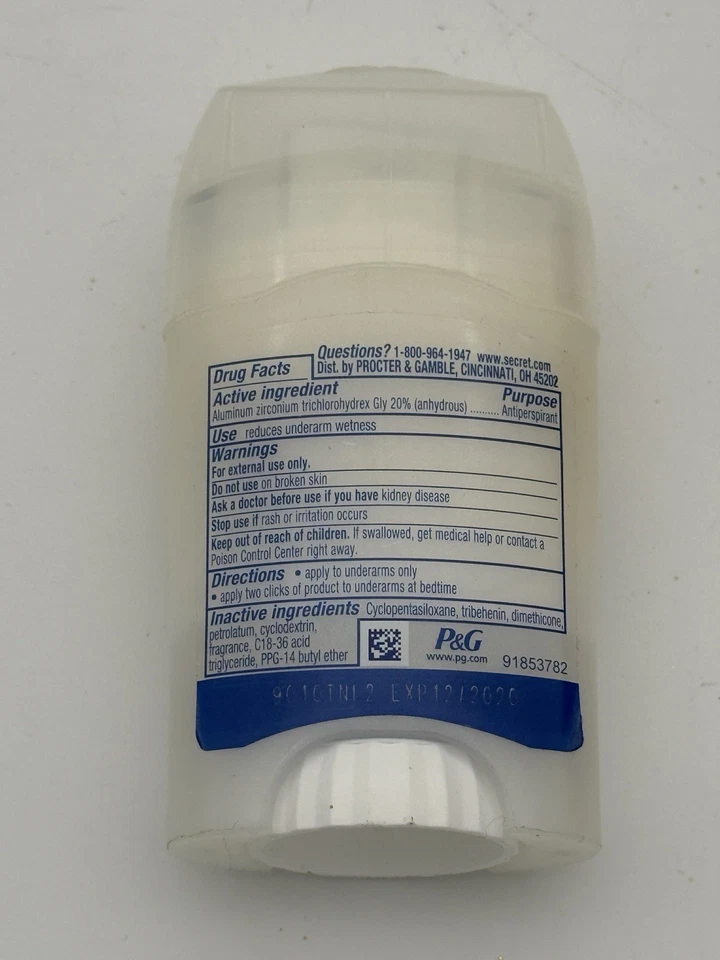 Questions? 1-800-964-1947 www.secret.com
Dist. by PROCTER & GAMBLE, CINCINNATI, OH 45202
Drug Facts
Active ingredient Purpose
Aluminum zirconium trichlorohydrex Gly 20% (anhydrous) .......... Antiperspirant
Use reduces underarm wetness
Warnings
For external use only.
Do not use on broken skin
Ask a doctor before use if you have kidney disease
Stop use if rash or irritation occurs
Keep out of reach of children. If swallowed, get medical help or contact a
Poison Control Center right away.
Directions • apply to underarms only
• apply two clicks of product to underarms at bedtime
Inactive ingredients Cyclopentasiloxane, tribehenin, dimethicone,
petrolatum, cyclodextrin,
fragrance, C18-36 acid
triglyceride, PPG-14 butyl ether
P&G
www.pg.com 91853782
EXP12/2020